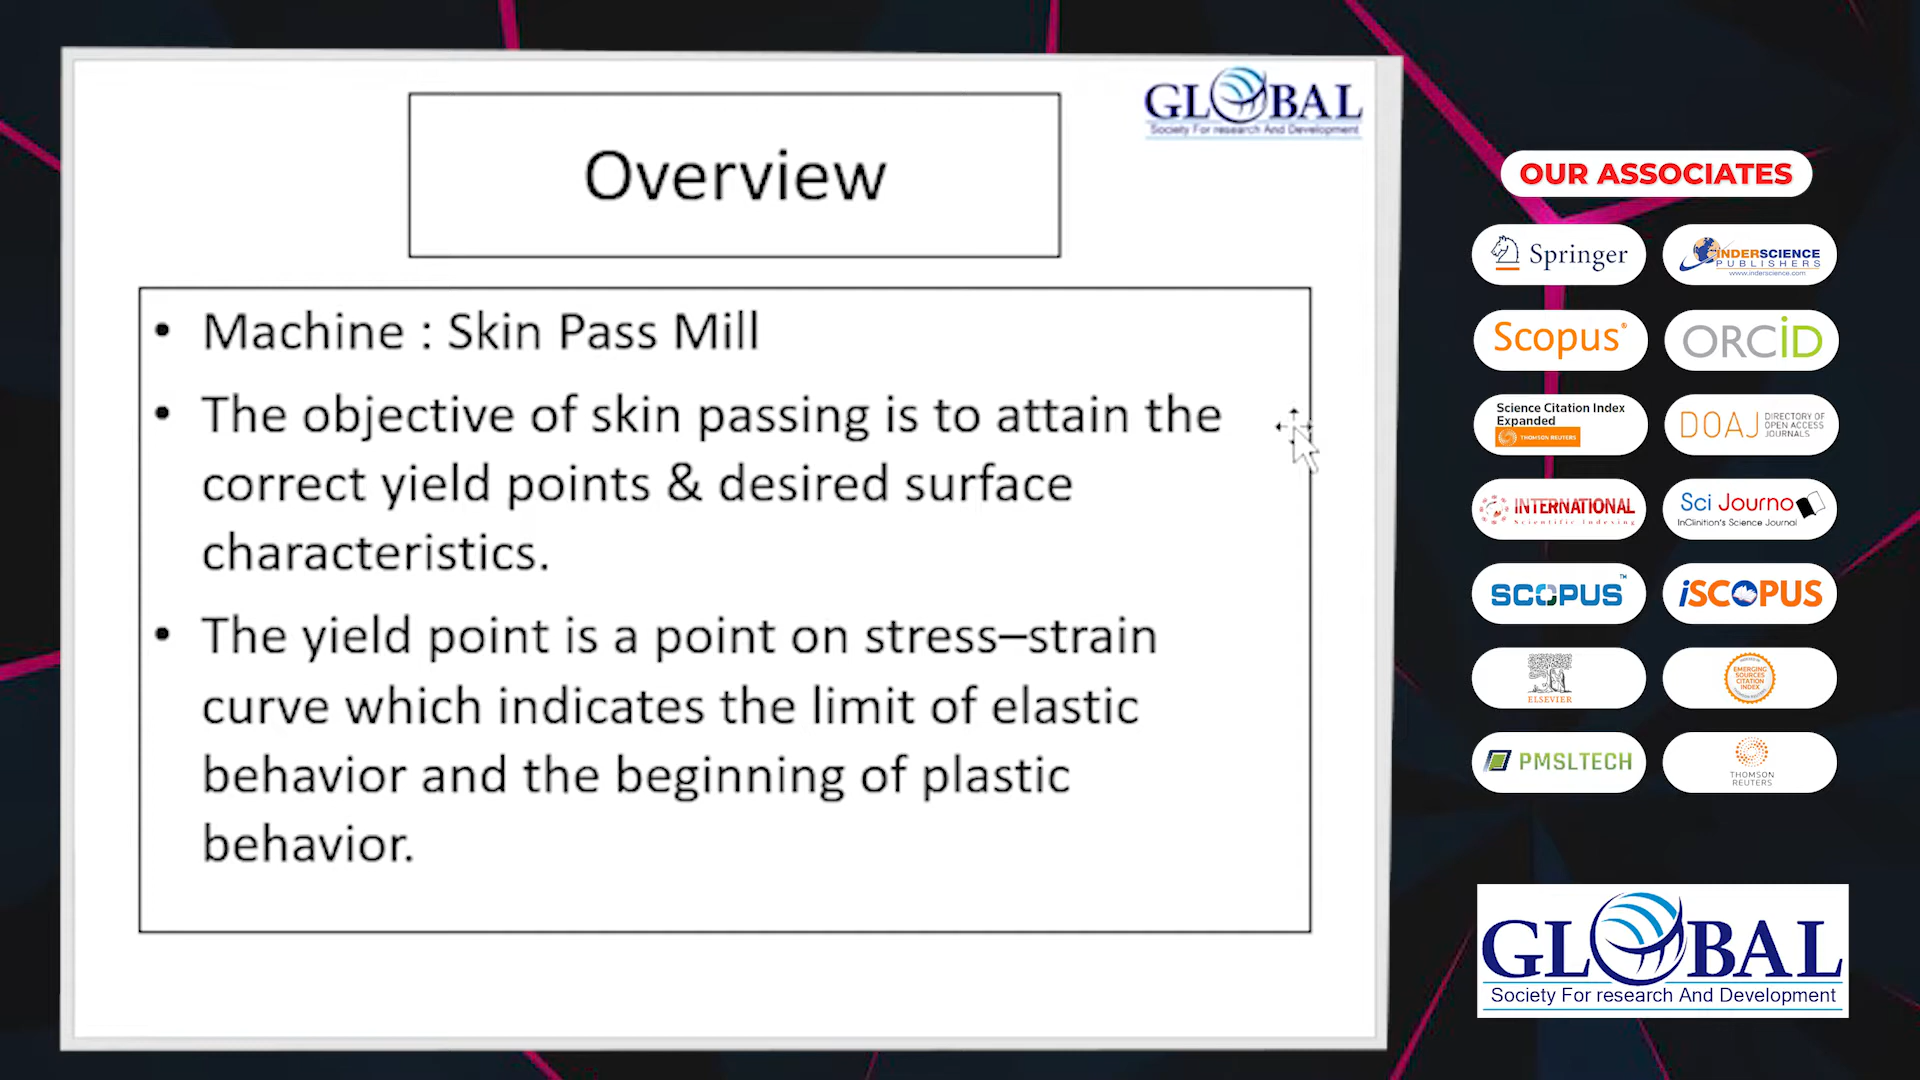 GLOBAL
Society For research And Development
Overview
• Machine : Skin Pass Mill
• The objective of skin passing is to attain the
correct yield points & desired surface
characteristics.
• The yield point is a point on stress–strain
curve which indicates the limit of elastic
behavior and the beginning of plastic
behavior.
OUR ASSOCIATES
Springer
INDERSCIENCE
PUBLISHERS
www.inderscience.com
Scopus®
ORCiD
Science Citation Index
Expanded
THOMSON REUTERS
DOAJ
DIRECTORY OF
OPEN ACCESS
JOURNALS
INTERNATIONAL
Scientific Indexing
Sci Journo
InClinition's Science Journal
SCOPUS™
iSCOPUS
ELSEVIER
EMERGING
SOURCES
CITATION
INDEX
THOMSON REUTERS
PMSLTECH
THOMSON
REUTERS
GLOBAL
Society For research And Development